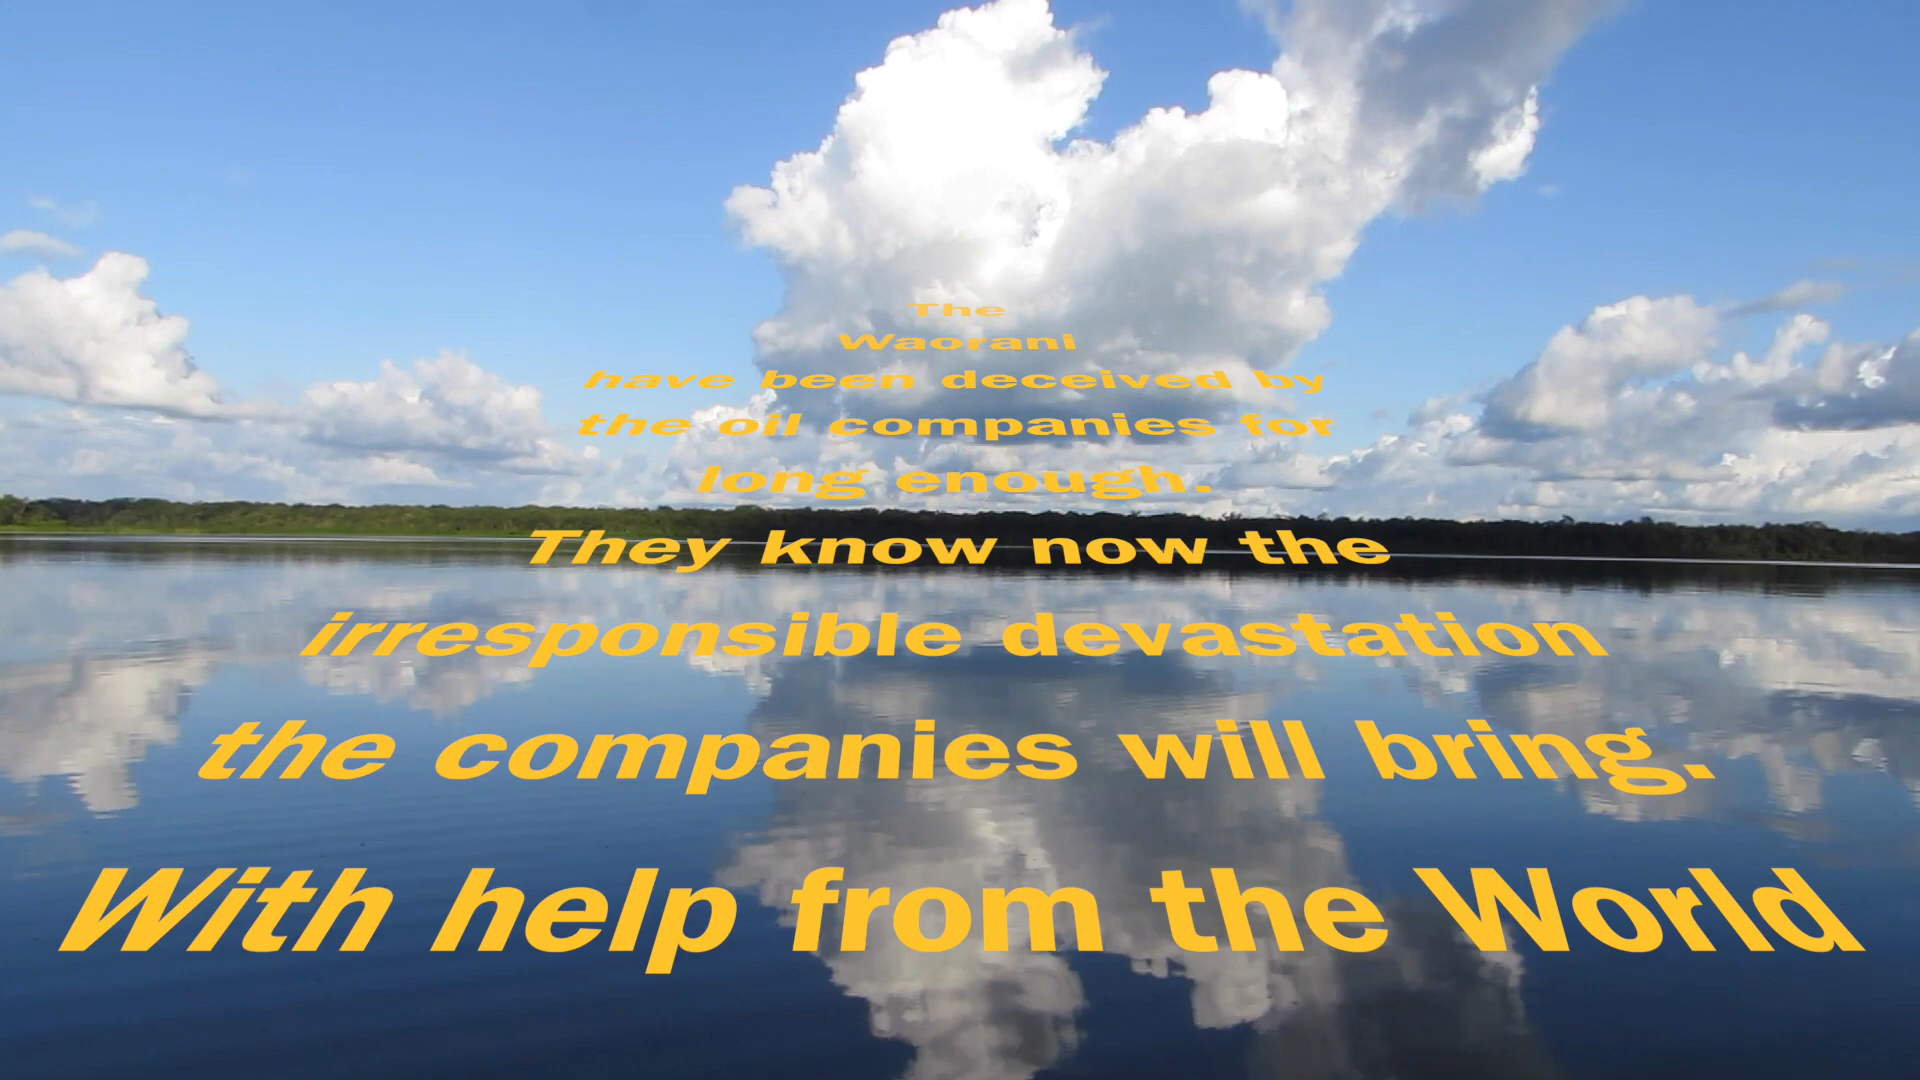 The
Waorani
have been deceived by
the oil companies for
long enough.
They know now the
irresponsible devastation
the companies will bring.
With help from the World